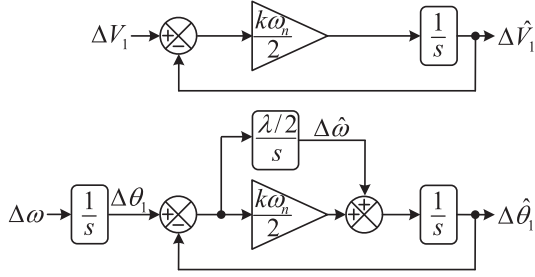 ΔV₁ + − kωₙ/2 1/s ΔV̂₁
λ/2/s Δω̂
Δω 1/s Δθ₁ + − kωₙ/2 + + 1/s Δθ̂₁